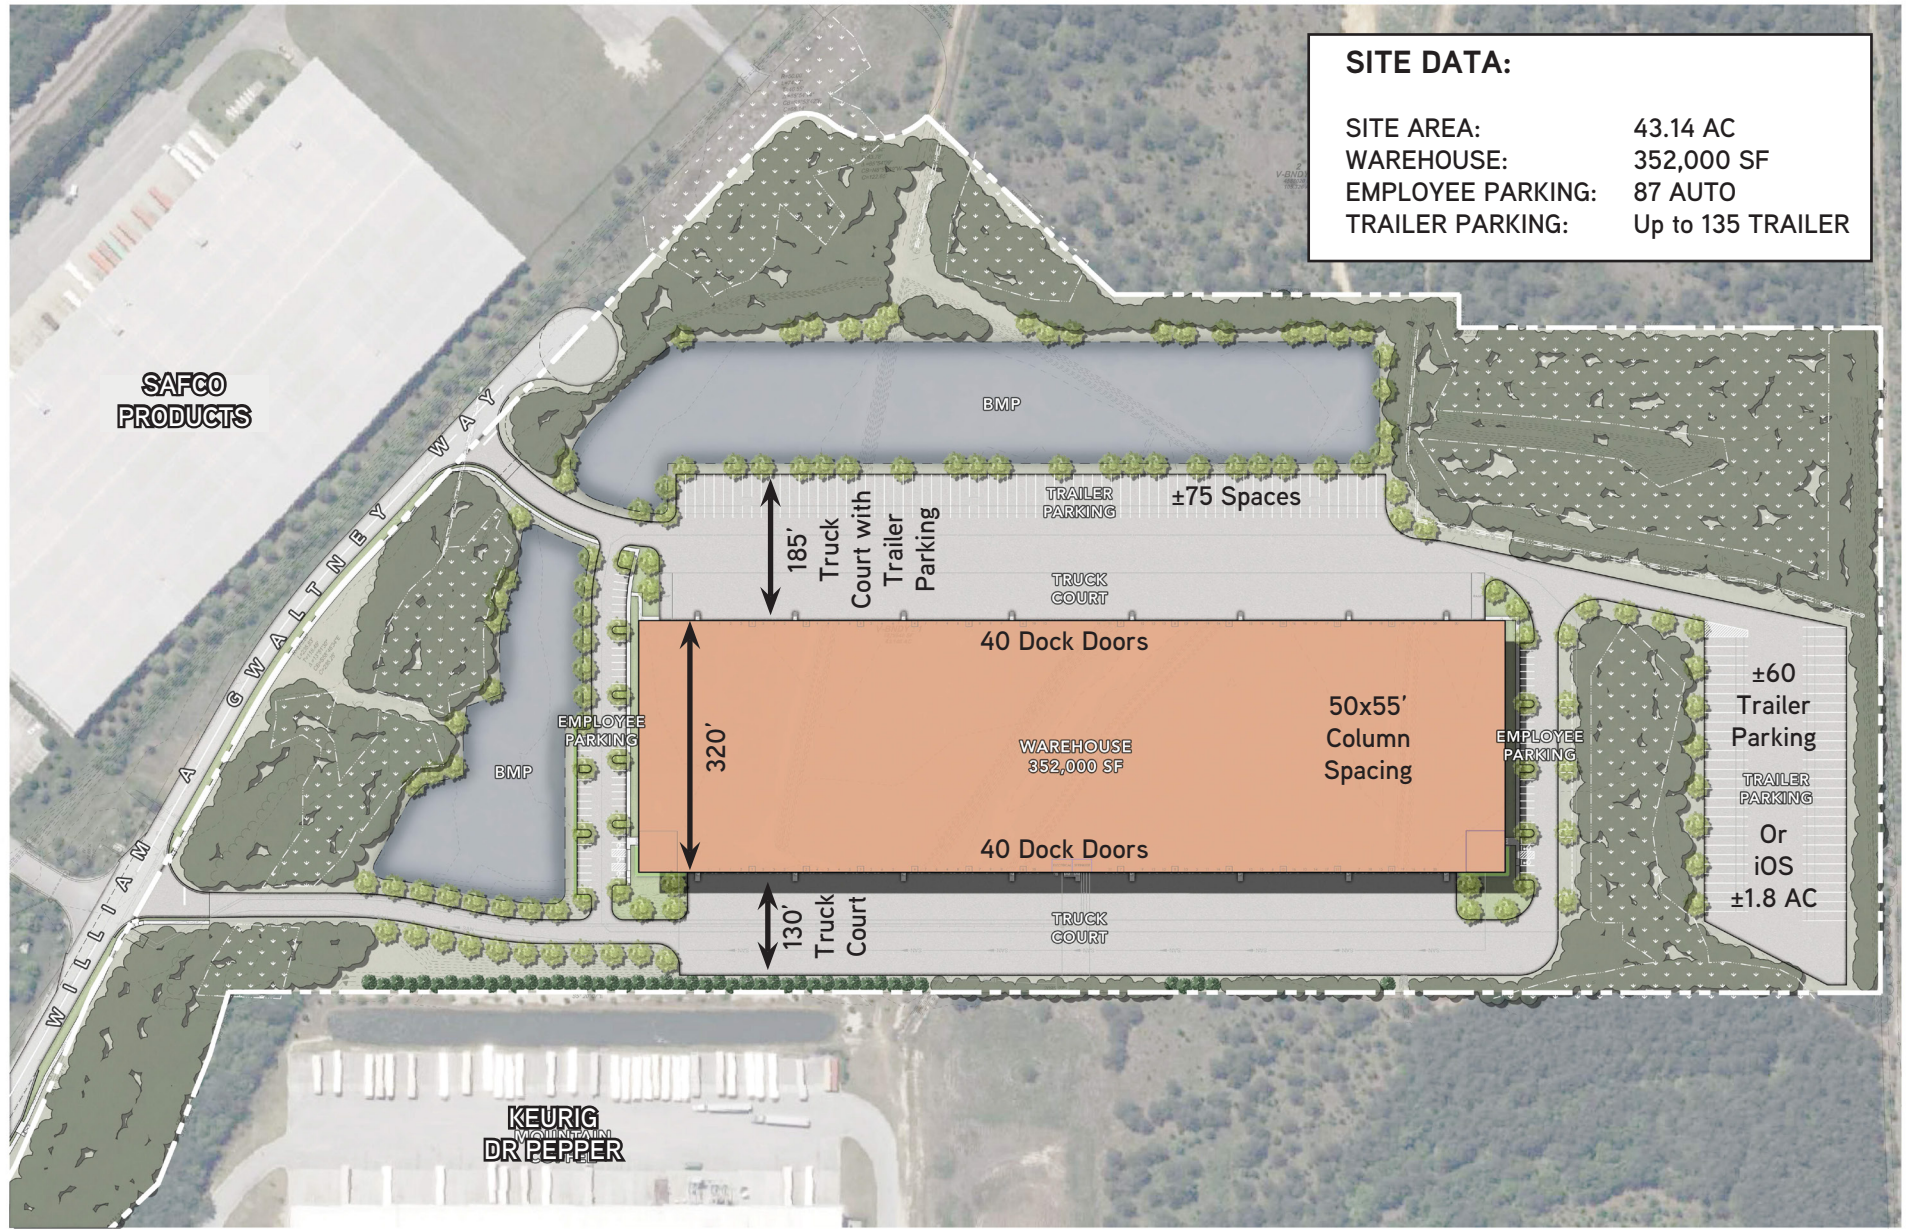 SITE DATA:
SITE AREA: 43.14 AC
WAREHOUSE: 352,000 SF
EMPLOYEE PARKING: 87 AUTO
TRAILER PARKING: Up to 135 TRAILER
SAFCO
PRODUCTS
WILLIAM A GWALTNEY WAY
BMP
TRAILER
PARKING
±75 Spaces
185'
Truck
Court with
Trailer
Parking
TRUCK
COURT
40 Dock Doors
320'
WAREHOUSE
352,000 SF
50x55'
Column
Spacing
40 Dock Doors
EMPLOYEE
PARKING
BMP
EMPLOYEE
PARKING
±60
Trailer
Parking
TRAILER
PARKING
Or
iOS
±1.8 AC
130'
Truck
Court
TRUCK
COURT
KEURIG
DR PEPPER
MOUNTAIN